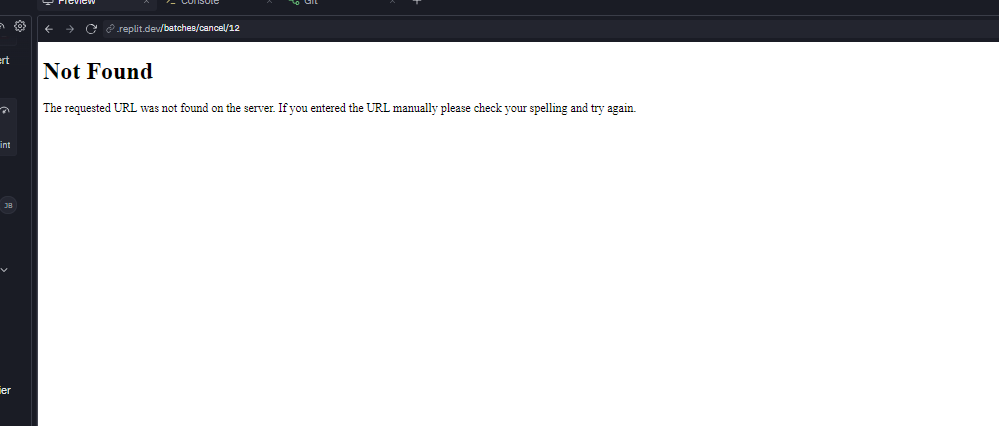 Preview
Console
Git
.replit.dev/batches/cancel/12
ert
Not Found
The requested URL was not found on the server. If you entered the URL manually please check your spelling and try again.
int
JB
ier